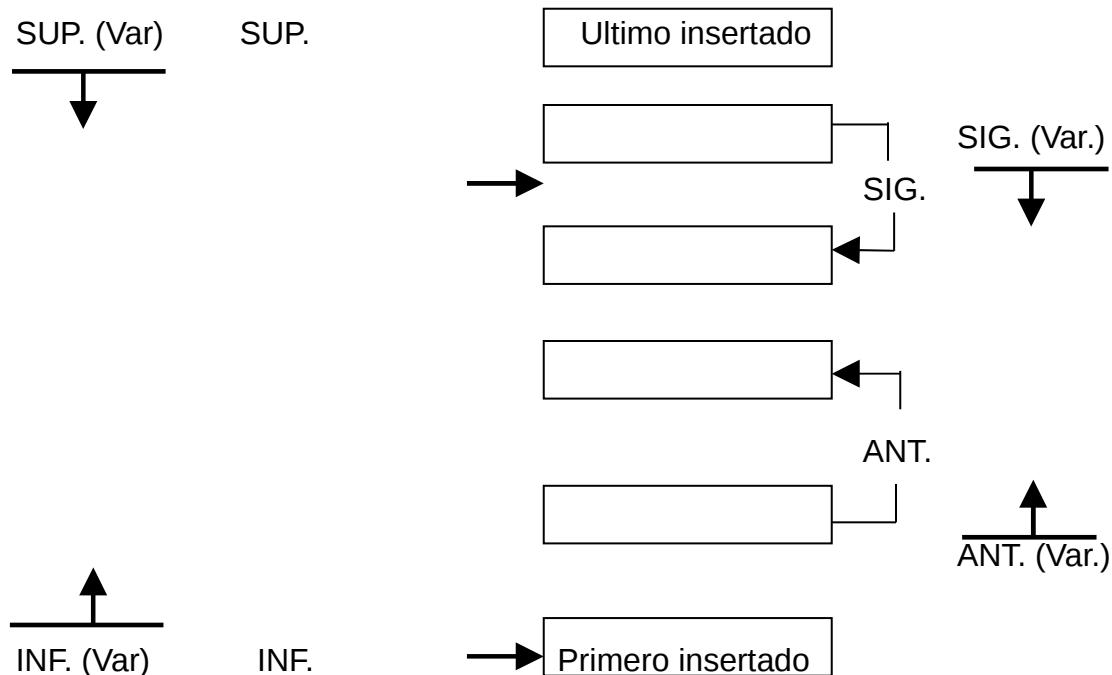 SUP. (Var) SUP. Ultimo insertado
SIG. (Var.)
SIG.
ANT.
ANT. (Var.)
INF. (Var) INF. Primero insertado